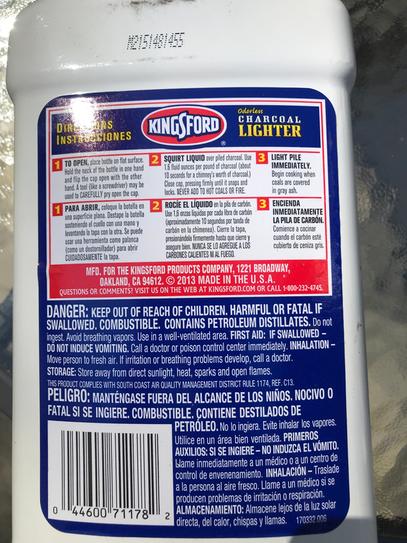 M2151481455
DIRECTIONS
INSTRUCCIONES
KINGSFORD®
Odorless
CHARCOAL
LIGHTER
1 TO OPEN, place bottle on flat surface.
Hold the neck of the bottle in one hand
and flip the cap open with the other
hand. A tool (like a screwdriver) may be
used to CAREFULLY pry open the cap.
2 SQUIRT LIQUID over piled charcoal. Use
1.6 fluid ounces per pound of charcoal (about
10 seconds for a chimney's worth of charcoal).
Close cap, pressing firmly until it snaps and
locks. NEVER ADD TO HOT COALS OR FIRE.
3 LIGHT PILE
IMMEDIATELY.
Begin cooking when
coals are covered
in gray ash.
1 PARA ABRIR, coloque la botella en
una superficie plana. Destape la botella
sosteniendo el cuello con una mano y
levantando la tapa con la otra. Se puede
usar una herramienta como palanca
(como un destornillador) para abrir
CUIDADOSAMENTE la tapa.
2 ROCÍE EL LÍQUIDO en la pila de carbón.
Use 1,6 onzas líquidas por cada libra de carbón
(aproximadamente 10 segundos por tanda de
carbón en la chimenea). Cierre la tapa,
presionándola firmemente hasta que cierre y
asegure bien. NUNCA SE LO AGREGUE A LOS
CARBONES CALIENTES NI AL FUEGO.
3 ENCIENDA
INMEDIATAMENTE
LA PILA DE CARBÓN.
Comience a cocinar
cuando el carbón esté
cubierto de ceniza gris.
MFD. FOR THE KINGSFORD PRODUCTS COMPANY, 1221 BROADWAY,
OAKLAND, CA 94612. © 2013 MADE IN THE U.S.A.
QUESTIONS OR COMMENTS? VISIT US ON THE WEB AT KINGSFORD.COM OR CALL 1-800-232-4745.
DANGER: KEEP OUT OF REACH OF CHILDREN. HARMFUL OR FATAL IF
SWALLOWED. COMBUSTIBLE. CONTAINS PETROLEUM DISTILLATES. Do not
ingest. Avoid breathing vapors. Use in a well-ventilated area. FIRST AID: IF SWALLOWED –
DO NOT INDUCE VOMITING. Call a doctor or poison control center immediately. INHALATION –
Move person to fresh air. If irritation or breathing problems develop, call a doctor.
STORAGE: Store away from direct sunlight, heat, sparks and open flames.
THIS PRODUCT COMPLIES WITH SOUTH COAST AIR QUALITY MANAGEMENT DISTRICT RULE 1174, REF. C13.
PELIGRO: MANTÉNGASE FUERA DEL ALCANCE DE LOS NIÑOS. NOCIVO O
FATAL SI SE INGIERE. COMBUSTIBLE. CONTIENE DESTILADOS DE
PETRÓLEO. No lo ingiera. Evite inhalar los vapores.
Utilice en un área bien ventilada. PRIMEROS
AUXILIOS: SI SE INGIERE – NO INDUZCA EL VÓMITO.
Llame inmediatamente a un médico o a un centro
de control de envenenamiento. INHALACIÓN – Traslade
a la persona al aire fresco. Llame a un médico si se
producen problemas de irritación o respiración.
ALMACENAMIENTO: Almacene lejos de la luz solar
directa, del calor, chispas y llamas. 170332.006
0 44600 71178 2